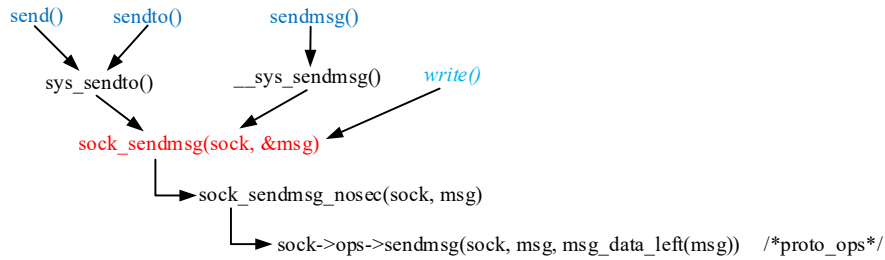 send() sendto() sendmsg()
sys_sendto() __sys_sendmsg() write()
sock_sendmsg(sock, &msg)
sock_sendmsg_nosec(sock, msg)
sock->ops->sendmsg(sock, msg, msg_data_left(msg)) /*proto_ops*/